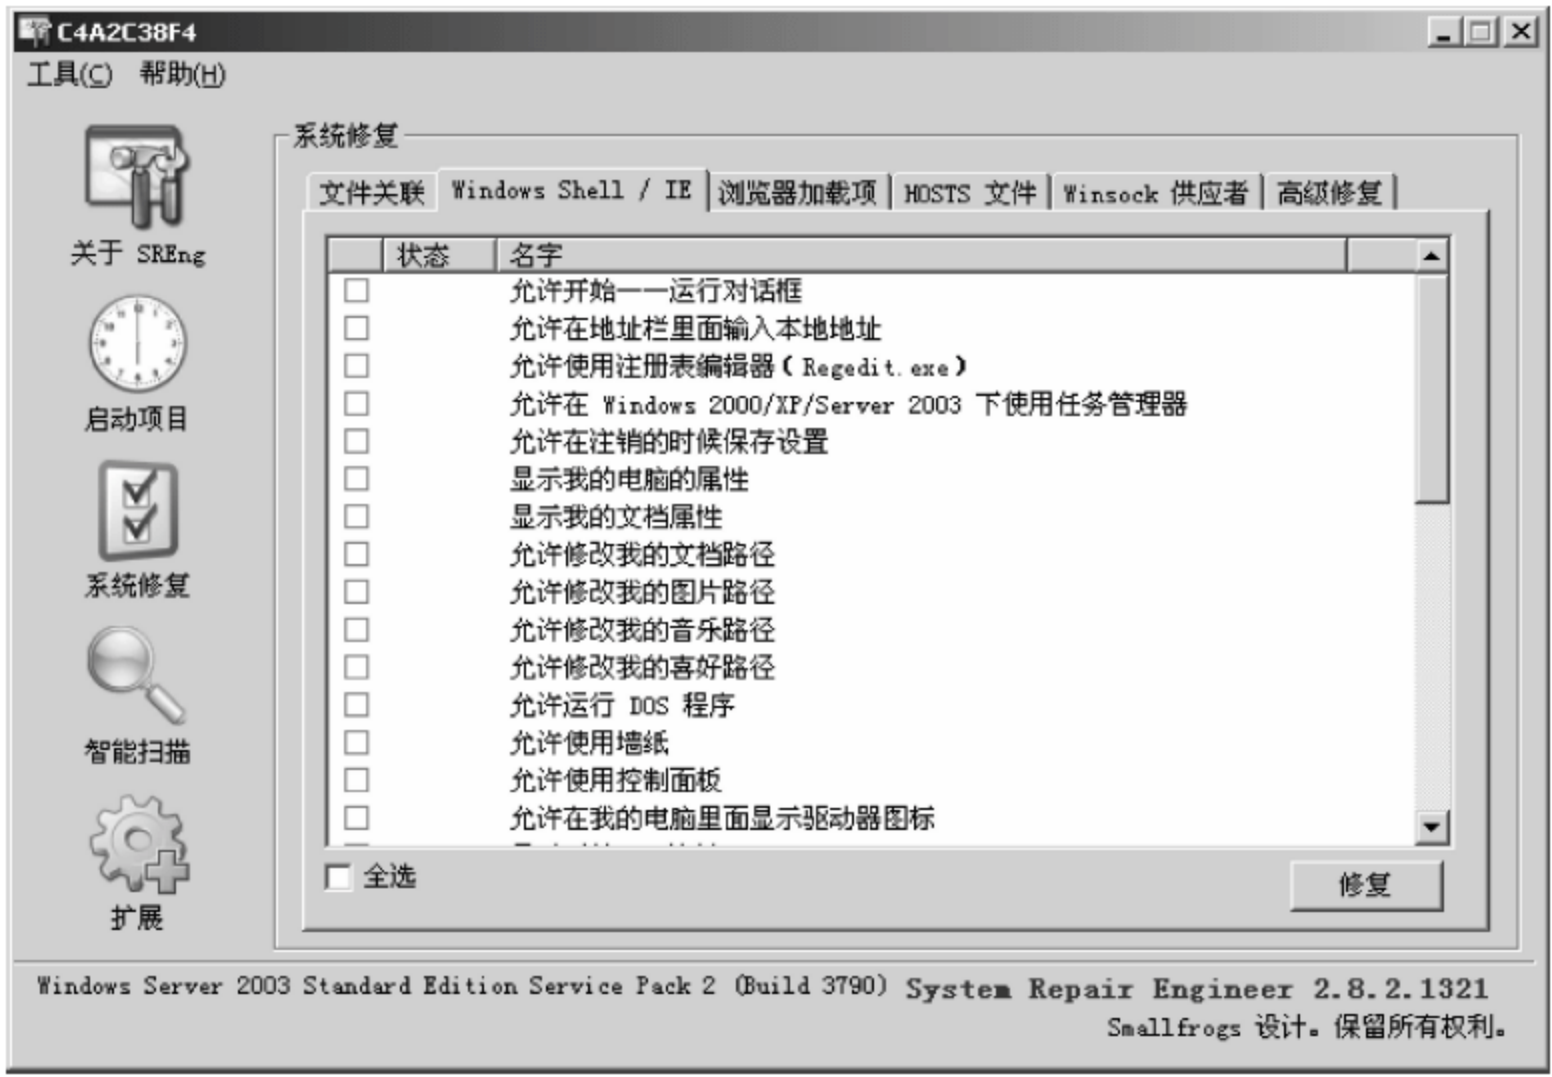 C4A2C38F4
工具(C) 帮助(H)
关于 SREng
启动项目
系统修复
智能扫描
扩展
系统修复
文件关联 Windows Shell / IE 浏览器加载项 HOSTS 文件 Winsock 供应者 高级修复
状态 名字
允许开始——运行对话框
允许在地址栏里面输入本地地址
允许使用注册表编辑器(Regedit.exe)
允许在 Windows 2000/XP/Server 2003 下使用任务管理器
允许在注销的时候保存设置
显示我的电脑的属性
显示我的文档属性
允许修改我的文档路径
允许修改我的图片路径
允许修改我的音乐路径
允许修改我的喜好路径
允许运行 DOS 程序
允许使用墙纸
允许使用控制面板
允许在我的电脑里面显示驱动器图标
全选
修复
Windows Server 2003 Standard Edition Service Pack 2 (Build 3790)
System Repair Engineer 2.8.2.1321
Smallfrogs 设计。保留所有权利。